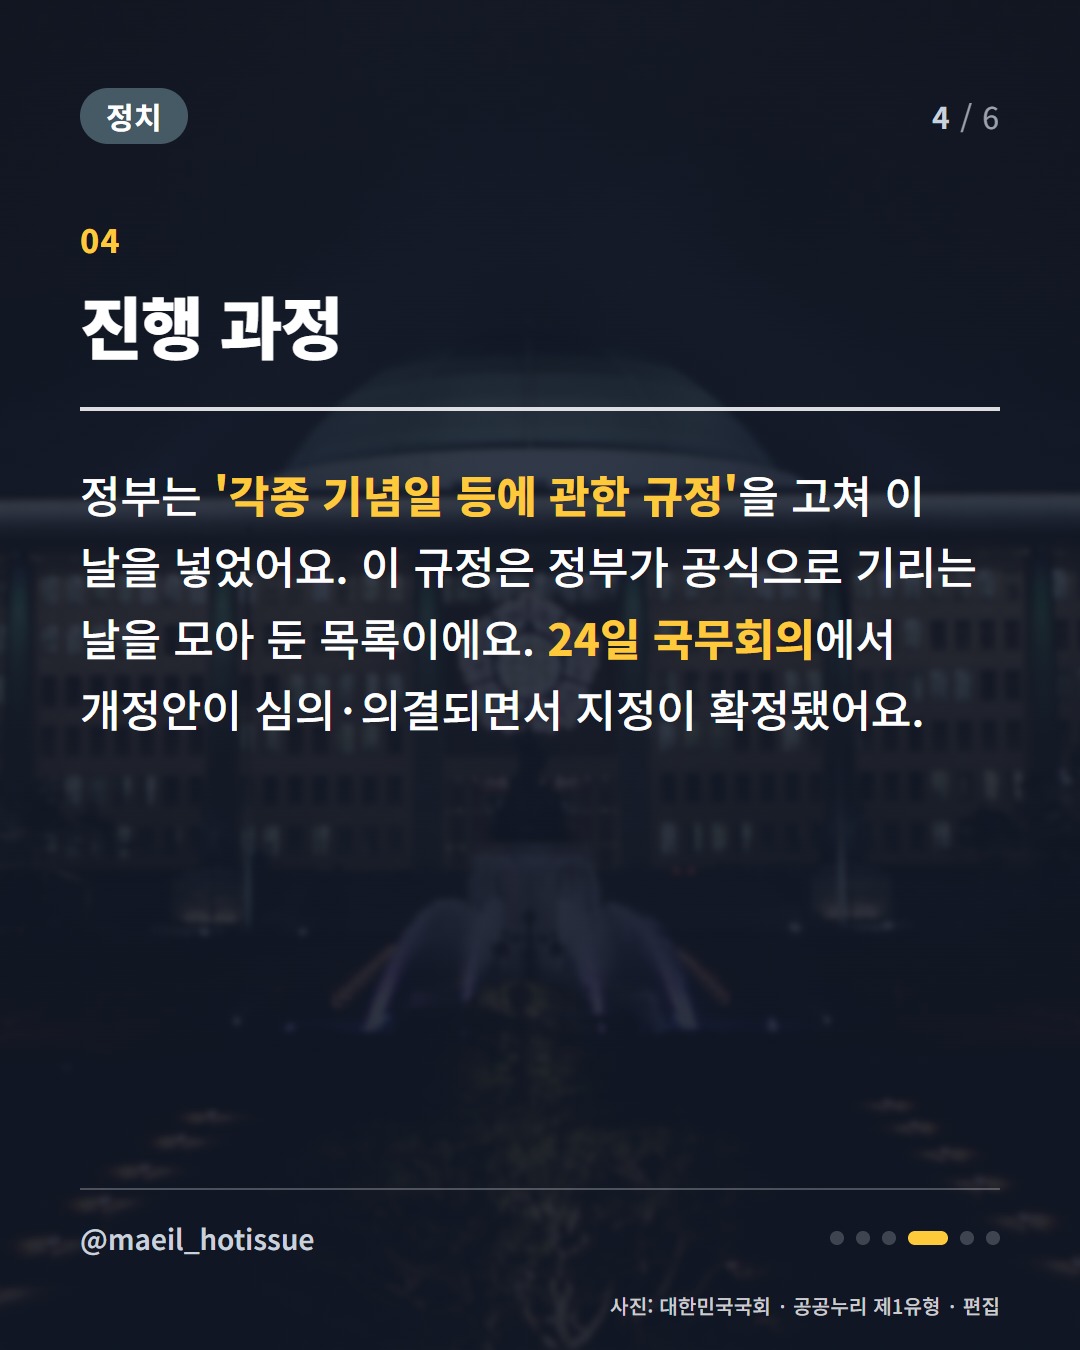 정치
4 / 6
04
진행 과정
정부는 '각종 기념일 등에 관한 규정'을 고쳐 이
날을 넣었어요. 이 규정은 정부가 공식으로 기리는
날을 모아 둔 목록이에요. 24일 국무회의에서
개정안이 심의·의결되면서 지정이 확정됐어요.
@maeil_hotissue
사진: 대한민국국회 · 공공누리 제1유형 · 편집